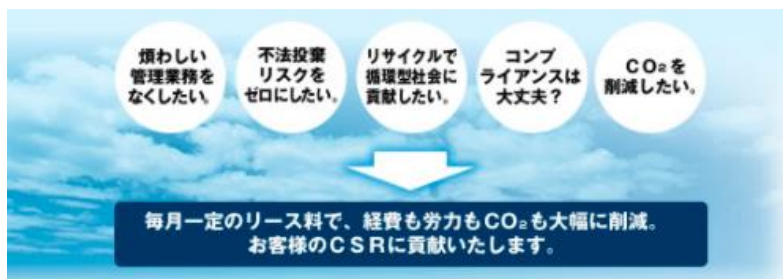 煩わしい
管理業務を
なくしたい。
不法投棄
リスクを
ゼロにしたい。
リサイクルで
循環型社会に
貢献したい。
コンプ
ライアンスは
大丈夫?
CO₂を
削減したい。
毎月一定のリース料で、経費も労力もCO₂も大幅に削減。
お客様のCSRに貢献いたします。